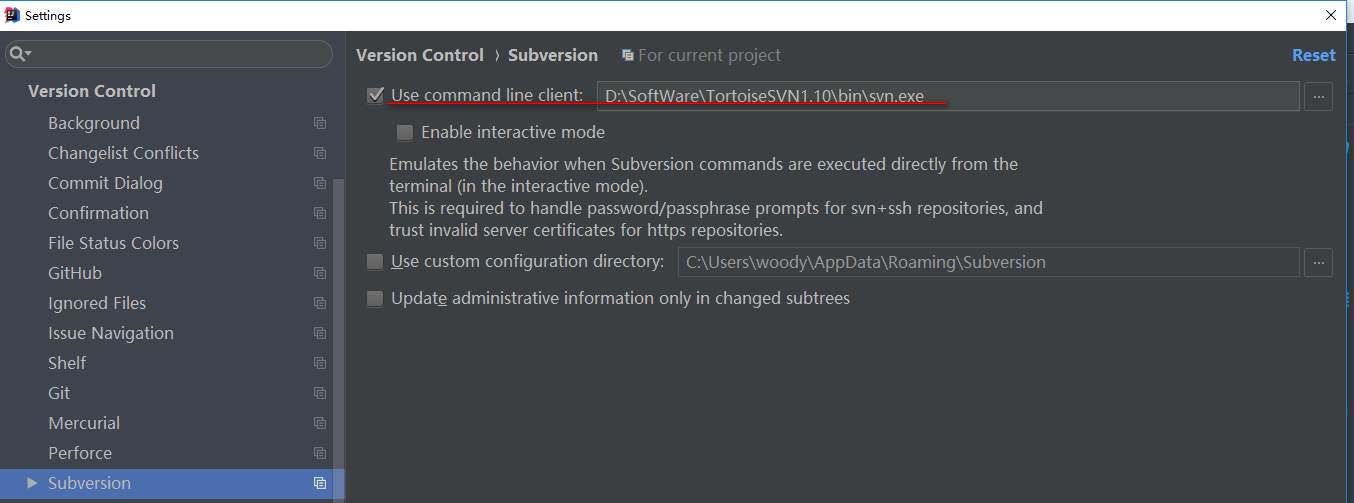 Settings
Version Control
Background
Changelist Conflicts
Commit Dialog
Confirmation
File Status Colors
GitHub
Ignored Files
Issue Navigation
Shelf
Git
Mercurial
Perforce
Subversion
Version Control › Subversion For current project Reset
Use command line client: D:\SoftWare\TortoiseSVN1.10\bin\svn.exe ...
Enable interactive mode
Emulates the behavior when Subversion commands are executed directly from the
terminal (in the interactive mode).
This is required to handle password/passphrase prompts for svn+ssh repositories, and
trust invalid server certificates for https repositories.
Use custom configuration directory: C:\Users\woody\AppData\Roaming\Subversion ...
Update administrative information only in changed subtrees